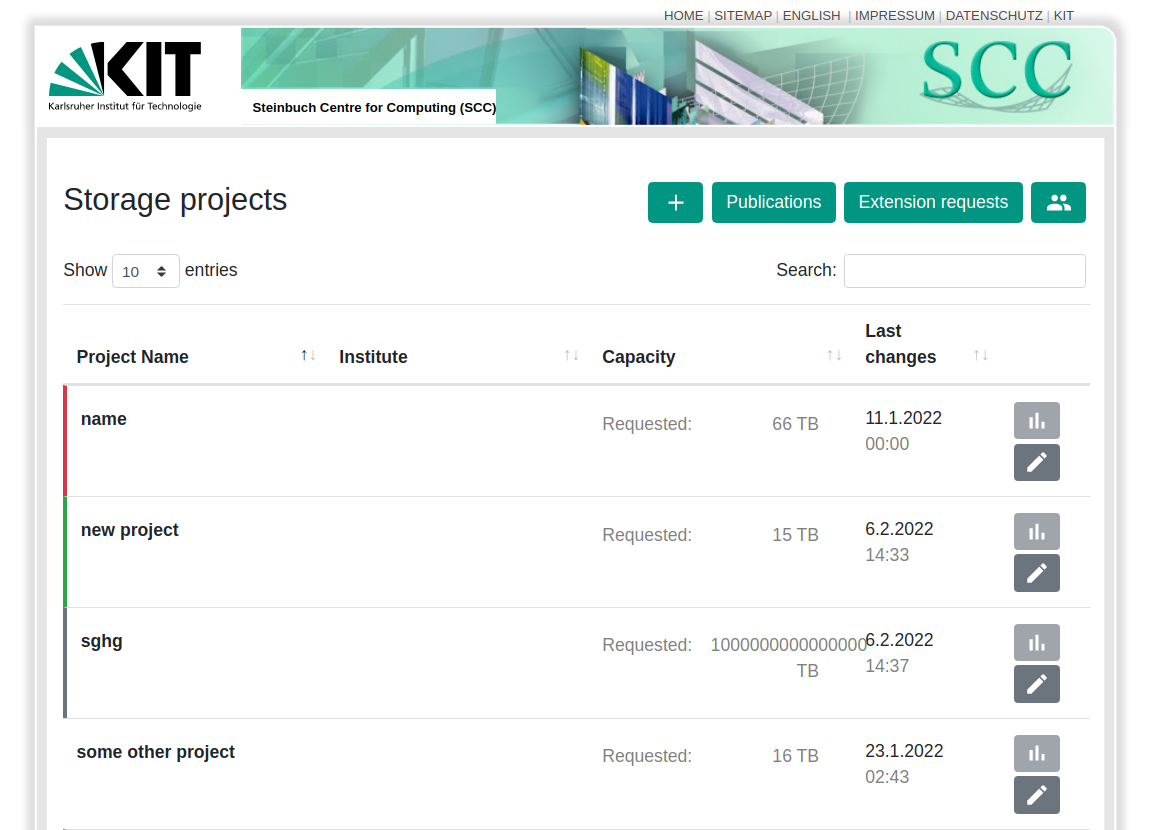 HOME | SITEMAP | ENGLISH | IMPRESSUM | DATENSCHUTZ | KIT
KIT
Karlsruher Institut für Technologie
Steinbuch Centre for Computing (SCC)
SCC
Storage projects
+ Publications Extension requests
Show 10 entries Search:
Project Name ↑↓ Institute ↑↓ Capacity ↑↓ Last changes ↑↓
name Requested: 66 TB 11.1.2022
00:00
new project Requested: 15 TB 6.2.2022
14:33
sghg Requested: 1000000000000000 6.2.2022
TB 14:37
some other project Requested: 16 TB 23.1.2022
02:43